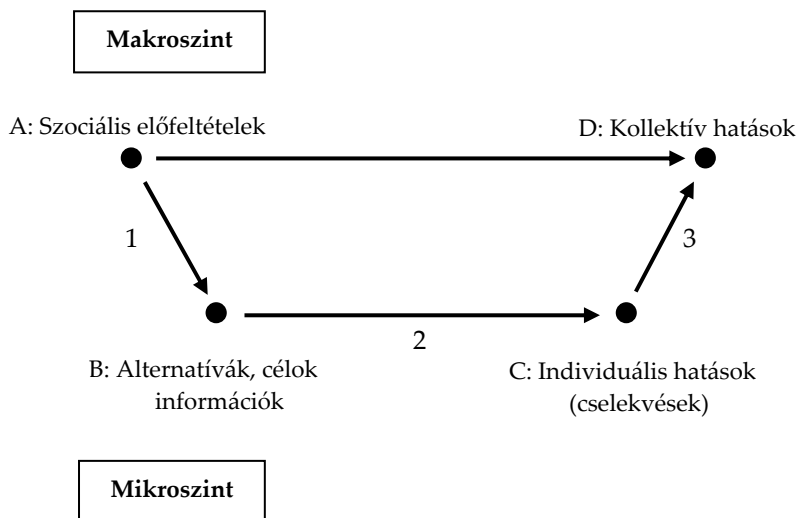 Makroszint
A: Szociális előfeltételek
D: Kollektív hatások
1
3
2
B: Alternatívák, célok
információk
C: Individuális hatások
(cselekvések)
Mikroszint